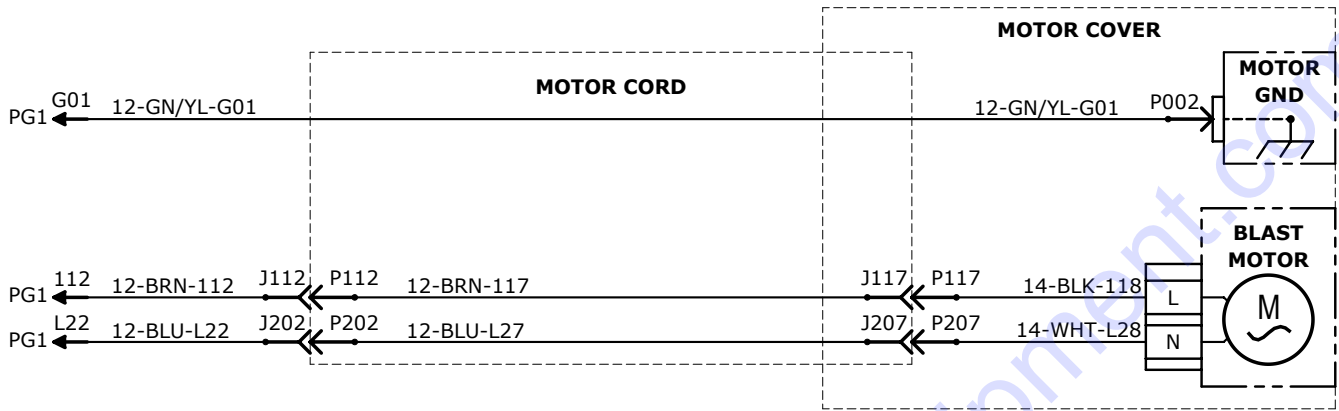 MOTOR COVER
MOTOR CORD
MOTOR
GND
PG1 G01 12-GN/YL-G01 12-GN/YL-G01 P002
BLAST
MOTOR
PG1 112 12-BRN-112 J112 P112 12-BRN-117 J117 P117 14-BLK-118 L
M
PG1 L22 12-BLU-L22 J202 P202 12-BLU-L27 J207 P207 14-WHT-L28 N